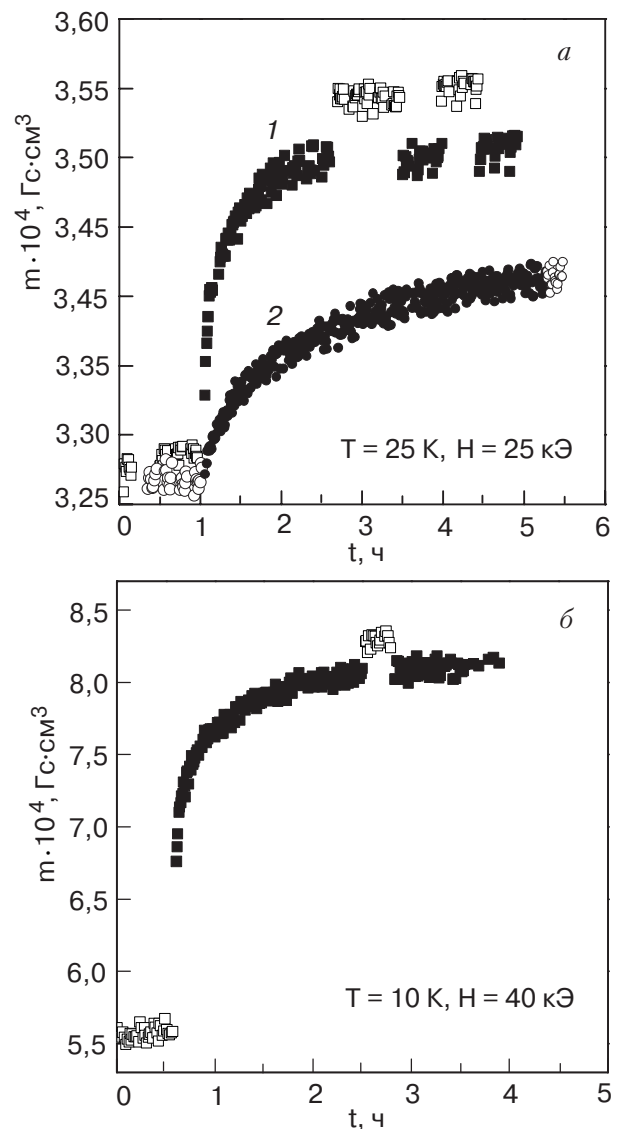 3,60
а
3,55
1
3,50
m·10⁴, Гс·см³
3,45
3,45
2
3,35
3,30
T = 25 К, H = 25 кЭ
3,25
0 1 2 3 4 5 6
t, ч
8,5
б
8,0
m·10⁴, Гс·см³
7,5
7,0
6,5
6,0
T = 10 К, H = 40 кЭ
5,5
0 1 2 3 4 5
t, ч